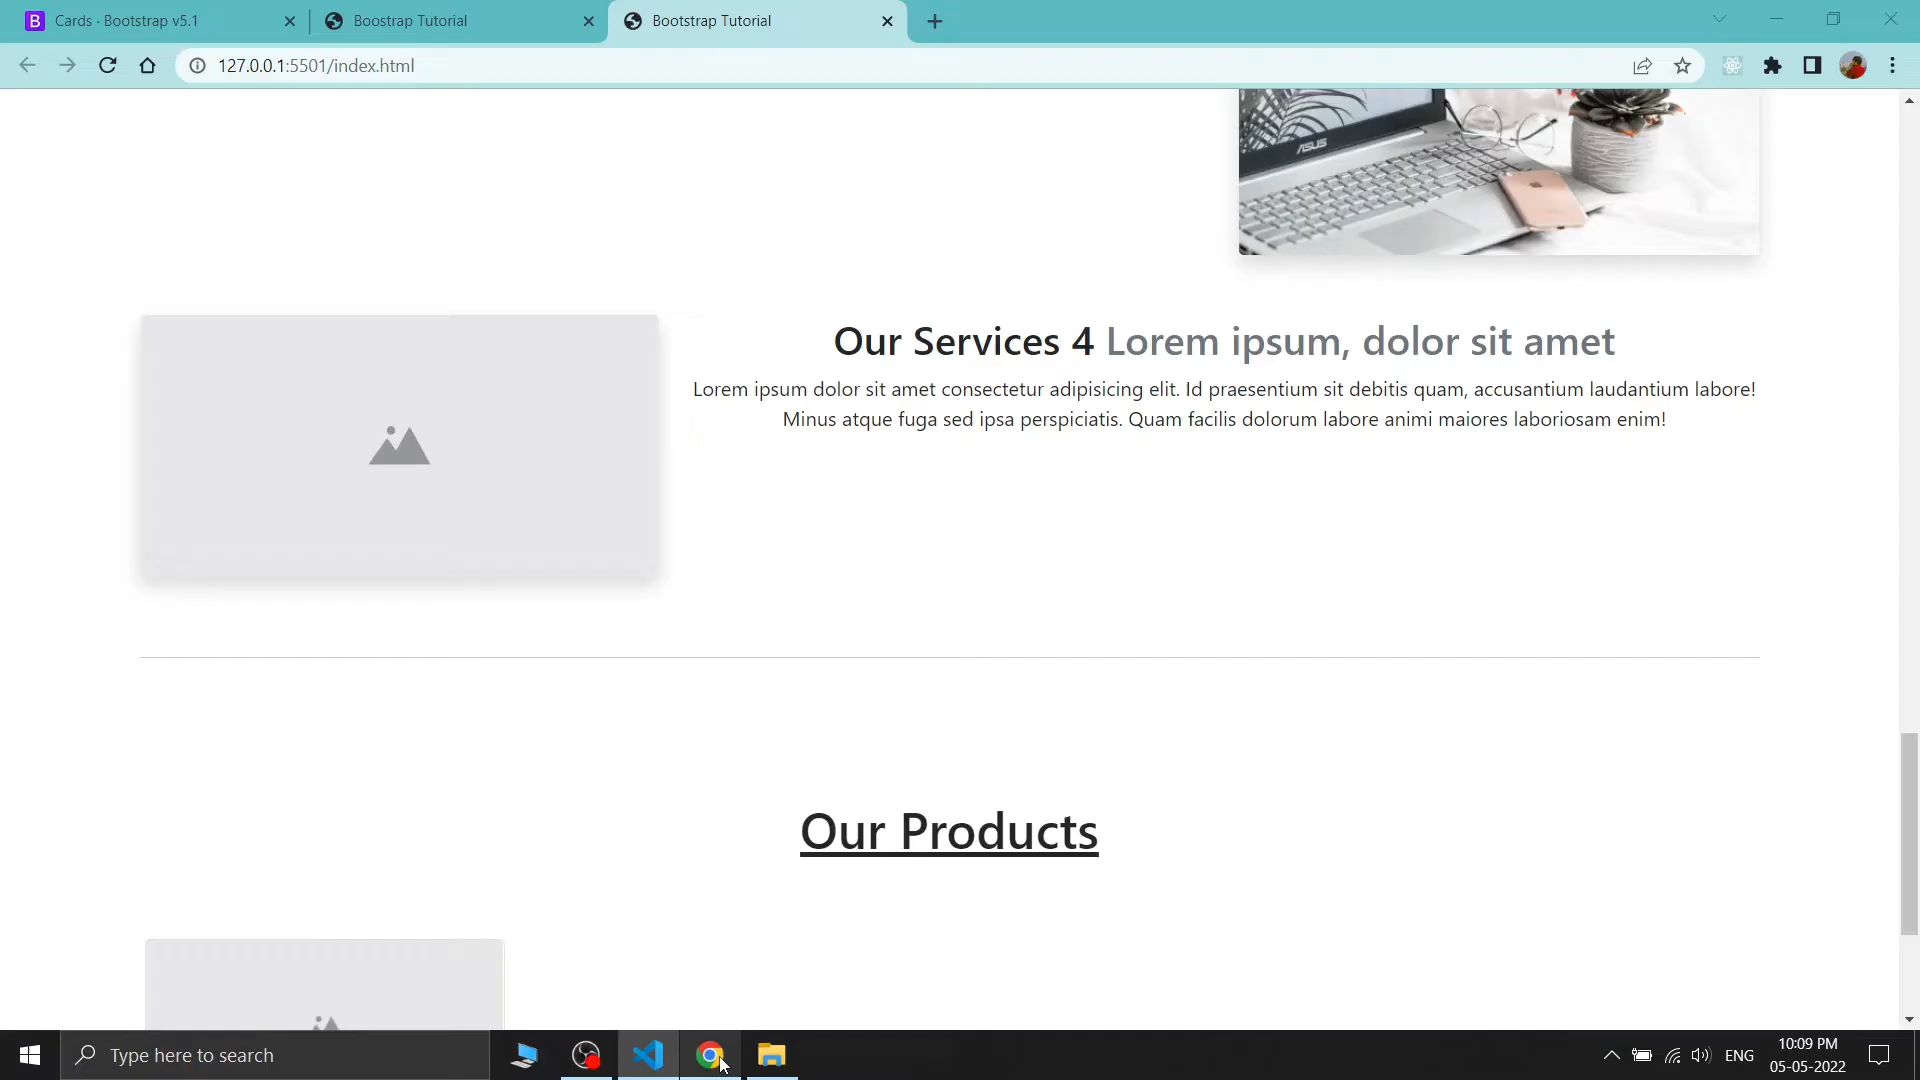 Cards · Bootstrap v5.1
Boostrap Tutorial
Bootstrap Tutorial
127.0.0.1:5501/index.html
ASUS
Our Services 4 Lorem ipsum, dolor sit amet
Lorem ipsum dolor sit amet consectetur adipisicing elit. Id praesentium sit debitis quam, accusantium laudantium labore!
Minus atque fuga sed ipsa perspiciatis. Quam facilis dolorum labore animi maiores laboriosam enim!
Our Products
Type here to search
ENG
10:09 PM
05-05-2022